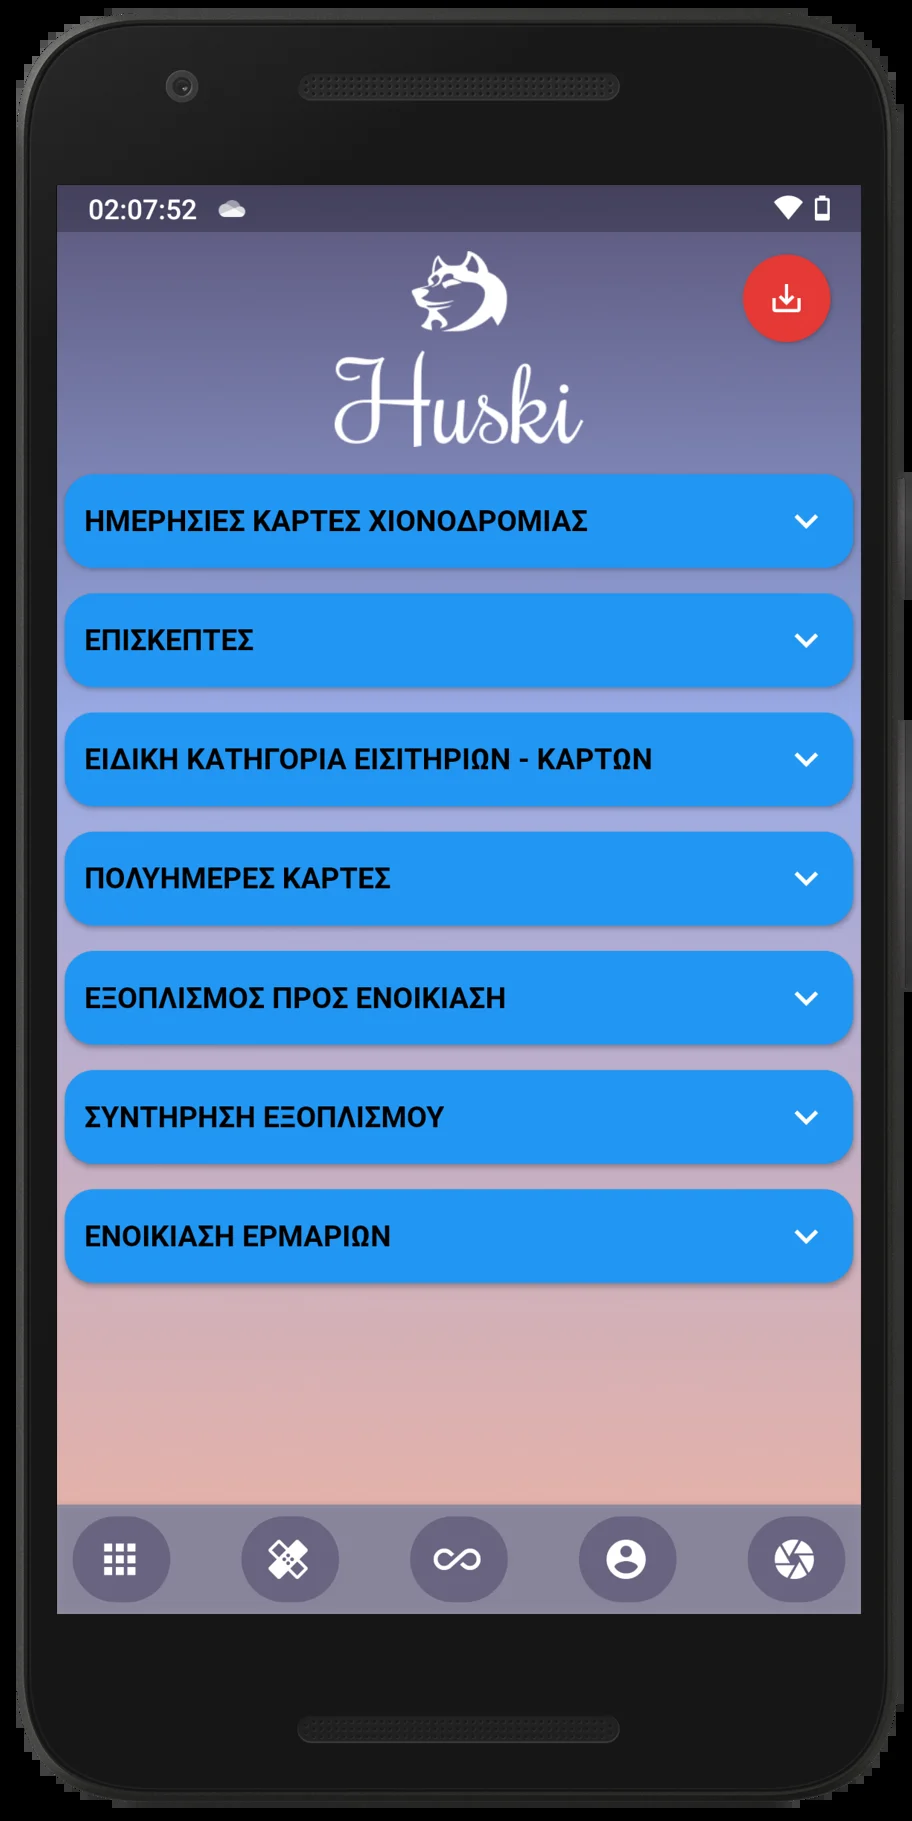 02:07:52
Huski
ΗΜΕΡΗΣΙΕΣ ΚΑΡΤΕΣ ΧΙΟΝΟΔΡΟΜΙΑΣ
ΕΠΙΣΚΕΠΤΕΣ
ΕΙΔΙΚΗ ΚΑΤΗΓΟΡΙΑ ΕΙΣΙΤΗΡΙΩΝ - ΚΑΡΤΩΝ
ΠΟΛΥΗΜΕΡΕΣ ΚΑΡΤΕΣ
ΕΞΟΠΛΙΣΜΟΣ ΠΡΟΣ ΕΝΟΙΚΙΑΣΗ
ΣΥΝΤΗΡΗΣΗ ΕΞΟΠΛΙΣΜΟΥ
ΕΝΟΙΚΙΑΣΗ ΕΡΜΑΡΙΩΝ